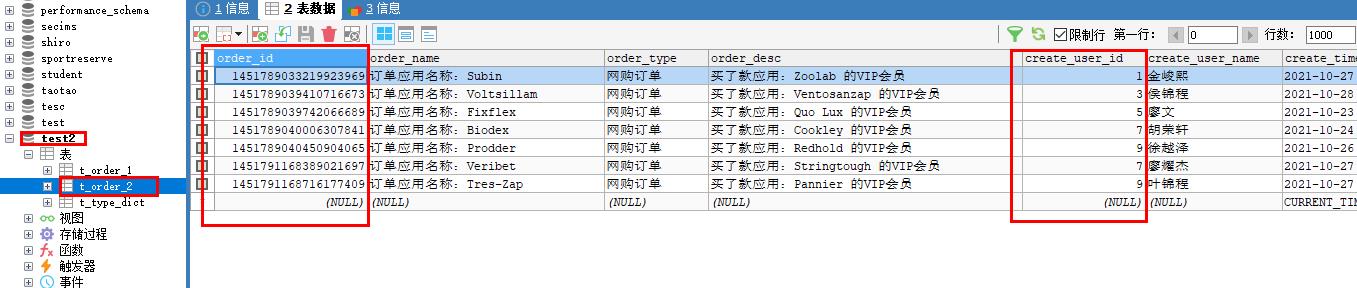 performance_schema
secims
shiro
sportreserve
student
taotao
tesc
test
test2
表
t_order_1
t_order_2
t_type_dict
视图
存储过程
函数
触发器
事件
1 信息 2 表数据 3 信息
限制行 第一行: 0 行数: 1000
order_id order_name order_type order_desc create_user_id create_user_name create_time
1451789033219923969 订单应用名称: Subin 网购订单 买了款应用: Zoolab 的VIP会员 1 金峻熙 2021-10-27
1451789039410716673 订单应用名称: Voltsillam 网购订单 买了款应用: Ventosanzap 的VIP会员 3 侯锦程 2021-10-28
1451789039742066689 订单应用名称: Fixflex 网购订单 买了款应用: Quo Lux 的VIP会员 5 廖文 2021-10-23
1451789040006307841 订单应用名称: Biodex 网购订单 买了款应用: Cookley 的VIP会员 7 胡荣轩 2021-10-24
1451789040450904065 订单应用名称: Prodder 网购订单 买了款应用: Redhold 的VIP会员 9 徐越泽 2021-10-26
1451791168389021697 订单应用名称: Veribet 网购订单 买了款应用: Stringtough 的VIP会员 7 廖耀杰 2021-10-27
1451791168716177409 订单应用名称: Tres-Zap 网购订单 买了款应用: Pannier 的VIP会员 9 叶锦程 2021-10-27
(NULL) (NULL) (NULL) (NULL) (NULL) (NULL) CURRENT_TIM